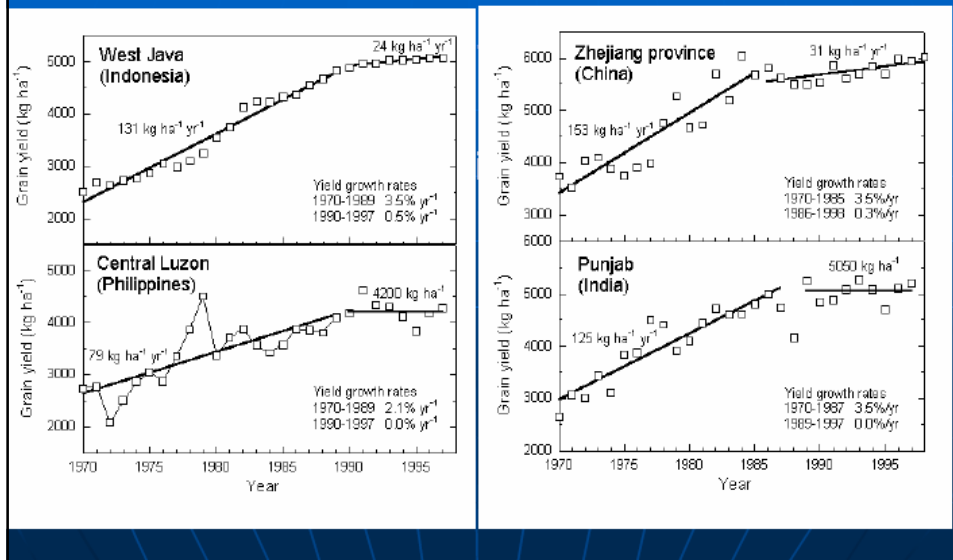 West Java
(Indonesia)
24 kg ha⁻¹ yr⁻¹
131 kg ha⁻¹ yr⁻¹
Yield growth rates
1970-1989 3.5% yr⁻¹
1990-1997 0.5% yr⁻¹
Grain yield (kg ha⁻¹)
5000
4000
3000
2000
Central Luzon
(Philippines)
4200 kg ha⁻¹
79 kg ha⁻¹ yr⁻¹
Yield growth rates
1970-1989 2.1% yr⁻¹
1990-1997 0.0% yr⁻¹
Grain yield (kg ha⁻¹)
5000
4000
3000
2000
1970 1975 1980 1985 1990 1995
Year
Zhejiang province
(China)
31 kg ha⁻¹ yr⁻¹
153 kg ha⁻¹ yr⁻¹
Yield growth rates
1970-1985 3.5%/yr
1986-1998 0.3%/yr
Grain yield (kg ha⁻¹)
6000
5000
4000
3000
Punjab
(India)
5050 kg ha⁻¹
125 kg ha⁻¹ yr⁻¹
Yield growth rates
1970-1987 3.5%/yr
1989-1997 0.0%/yr
Grain yield (kg ha⁻¹)
6000
5000
4000
3000
2000
1970 1975 1980 1985 1990 1995
Year